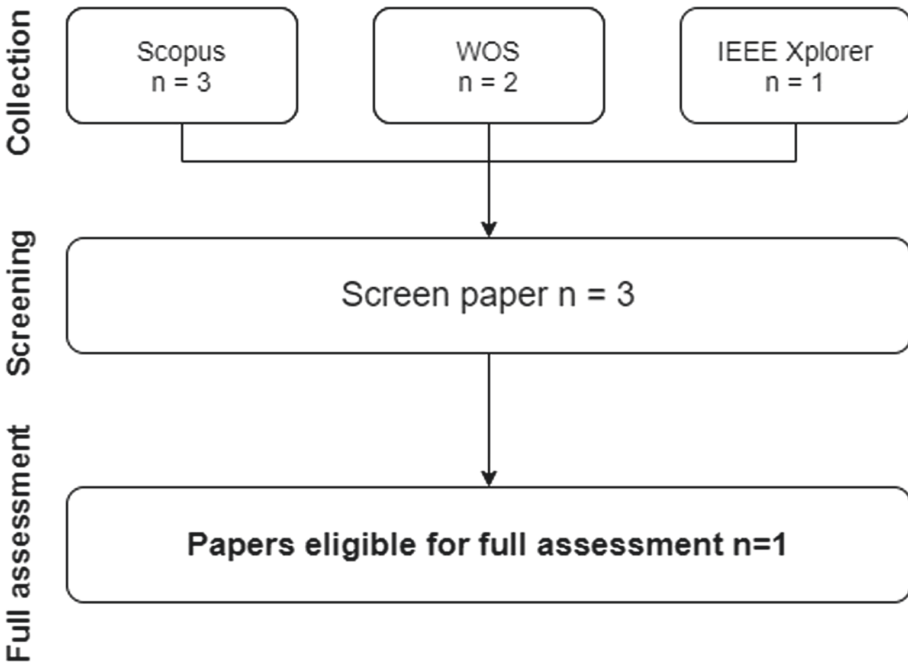 Collection
Scopus
n = 3
WOS
n = 2
IEEE Xplorer
n = 1
Screening
Screen paper n = 3
Full assessment
Papers eligible for full assessment n=1